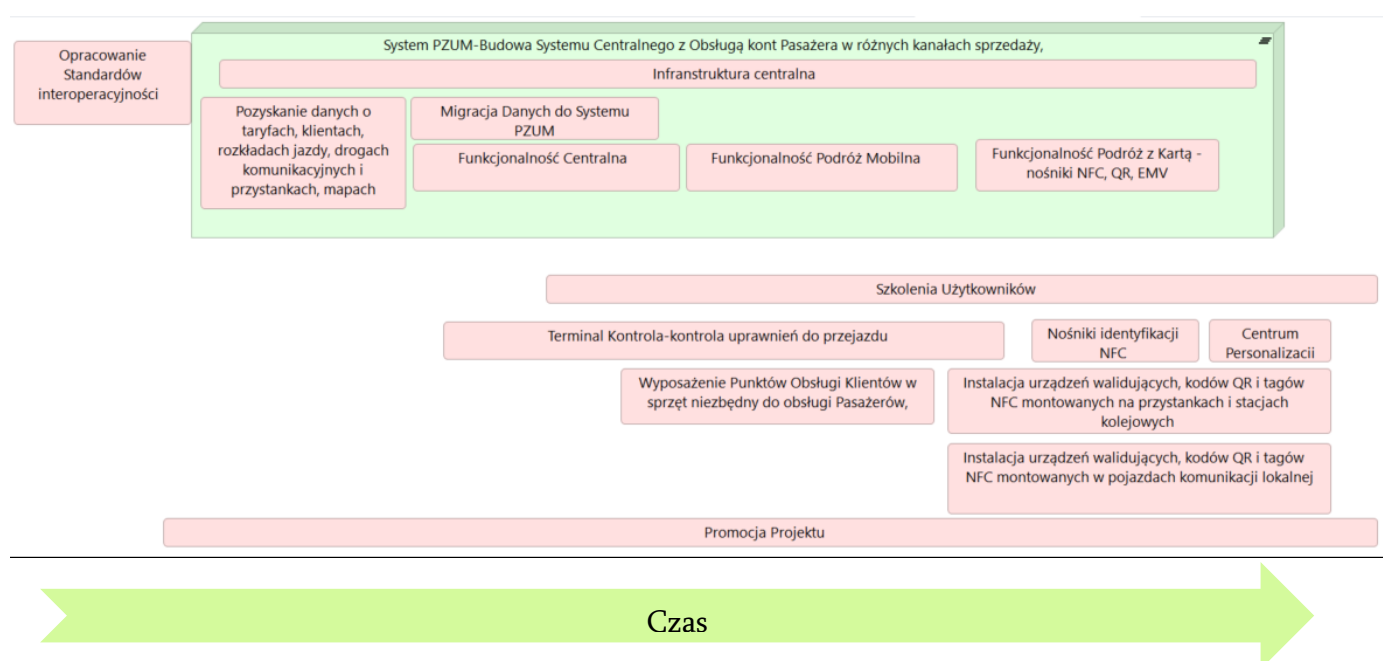 Opracowanie
Standardów
interoperacyjności
System PZUM-Budowa Systemu Centralnego z Obsługą kont Pasażera w różnych kanałach sprzedaży,
Infranstruktura centralna
Pozyskanie danych o
taryfach, klientach,
rozkładach jazdy, drogach
komunikacyjnych i
przystankach, mapach
Migracja Danych do Systemu
PZUM
Funkcjonalność Centralna
Funkcjonalność Podróż Mobilna
Funkcjonalność Podróż z Kartą -
nośniki NFC, QR, EMV
Szkolenia Użytkowników
Terminal Kontrola-kontrola uprawnień do przejazdu
Nośniki identyfikacji
NFC
Centrum
Personalizacii
Wyposażenie Punktów Obsługi Klientów w
sprzęt niezbędny do obsługi Pasażerów,
Instalacja urządzeń walidujących, kodów QR i tagów
NFC montowanych na przystankach i stacjach
kolejowych
Instalacja urządzeń walidujących, kodów QR i tagów
NFC montowanych w pojazdach komunikacji lokalnej
Promocja Projektu
Czas